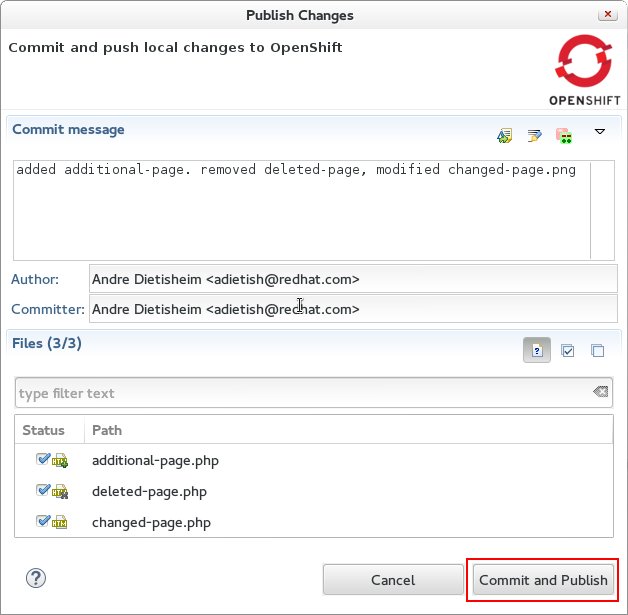 Publish Changes
Commit and push local changes to OpenShift
OPENSHIFT
Commit message
added additional-page. removed deleted-page, modified changed-page.png
Author: Andre Dietisheim <adietish@redhat.com>
Committer: Andre Dietisheim <adietish@redhat.com>
Files (3/3)
type filter text
Status Path
additional-page.php
deleted-page.php
changed-page.php
Cancel Commit and Publish